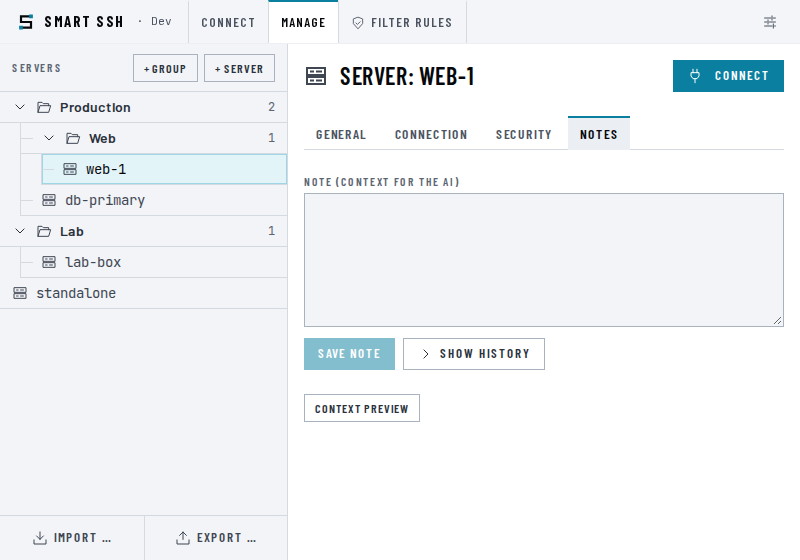 SMART SSH · Dev CONNECT MANAGE FILTER RULES
SERVERS +GROUP +SERVER
Production 2
Web 1
web-1
db-primary
Lab 1
lab-box
standalone
IMPORT … EXPORT …
SERVER: WEB-1 CONNECT
GENERAL CONNECTION SECURITY NOTES
NOTE (CONTEXT FOR THE AI)
SAVE NOTE SHOW HISTORY
CONTEXT PREVIEW